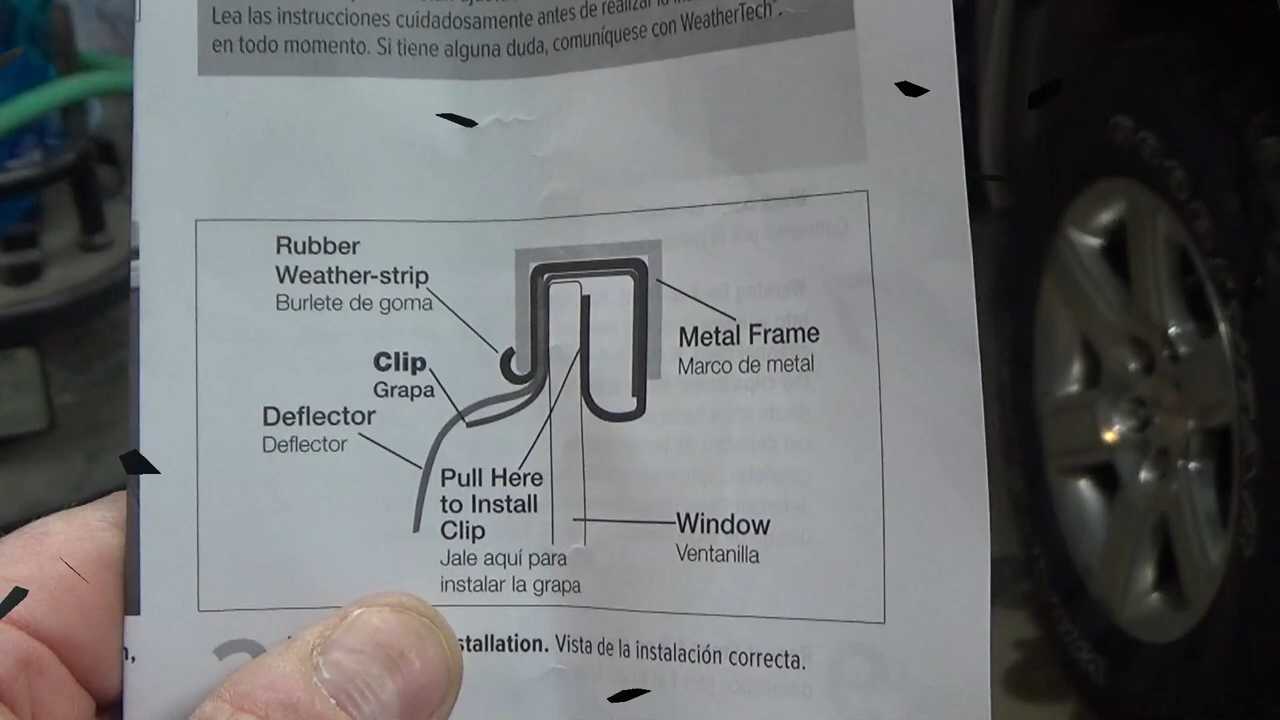 Lea las instrucciones cuidadosamente antes de realizar
en todo momento. Si tiene alguna duda, comuníquese con WeatherTech®.
Rubber
Weather-strip
Burlete de goma
Clip
Grapa
Deflector
Deflector
Metal Frame
Marco de metal
Pull Here
to Install
Clip
Jale aquí para
instalar la grapa
Window
Ventanilla
stallation. Vista de la instalación correcta.